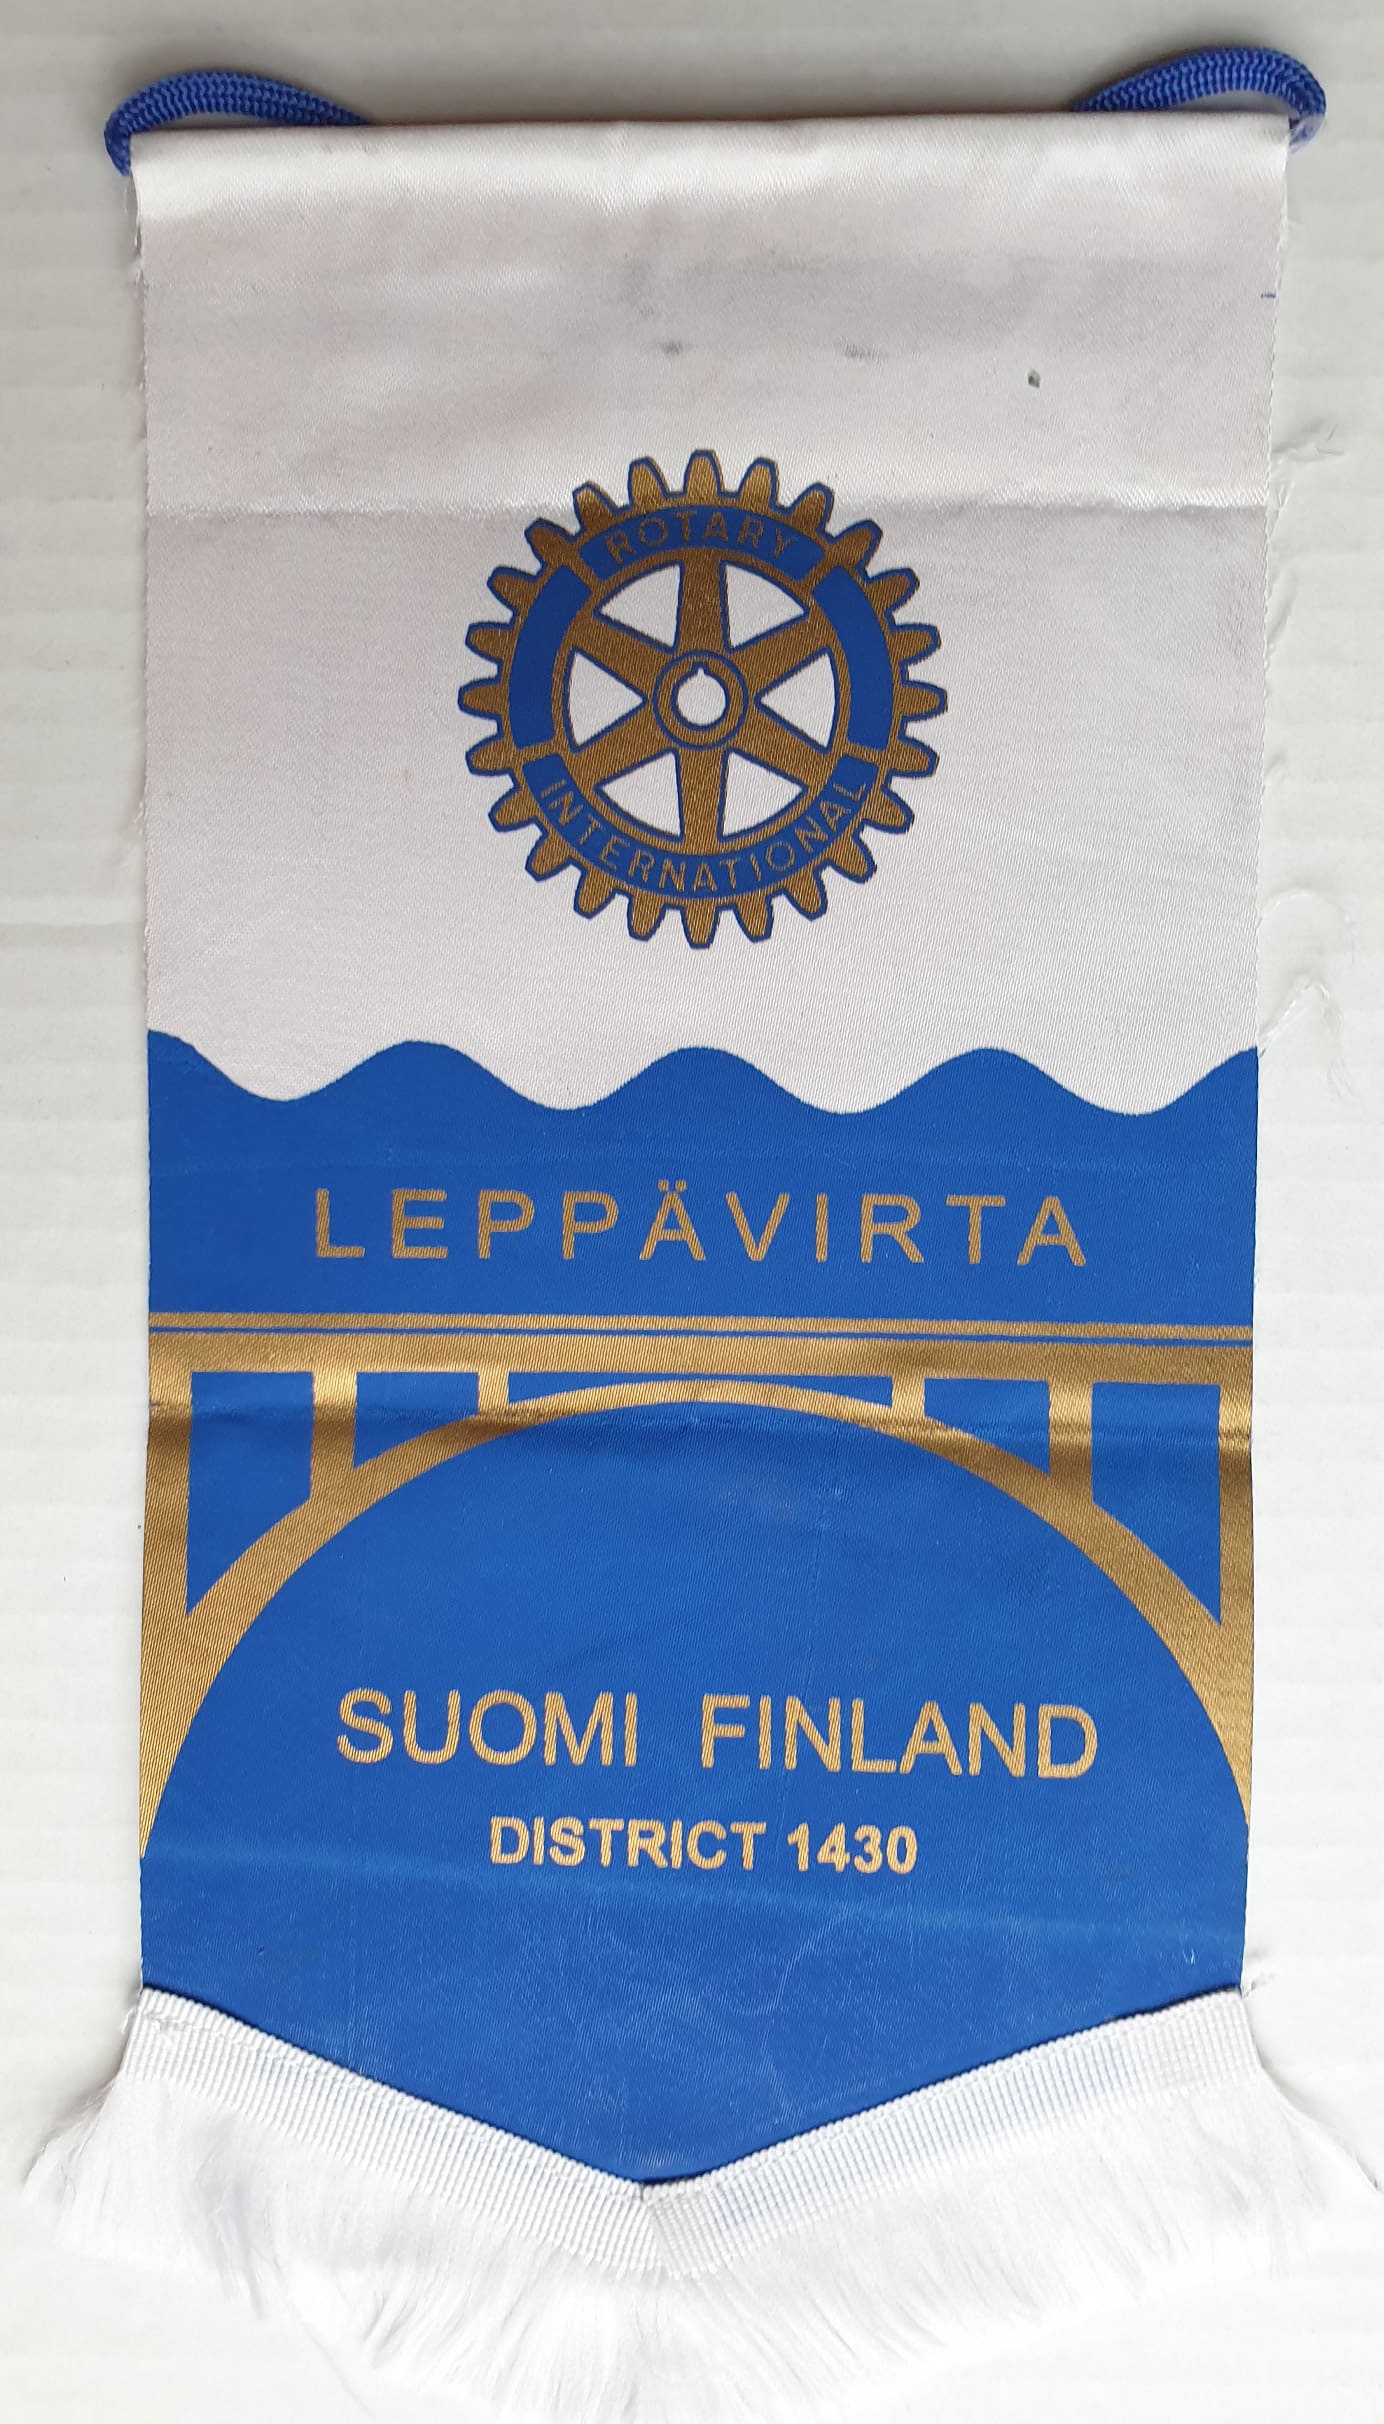 ROTARY
INTERNATIONAL
LEPPÄVIRTA
SUOMI FINLAND
DISTRICT 1430